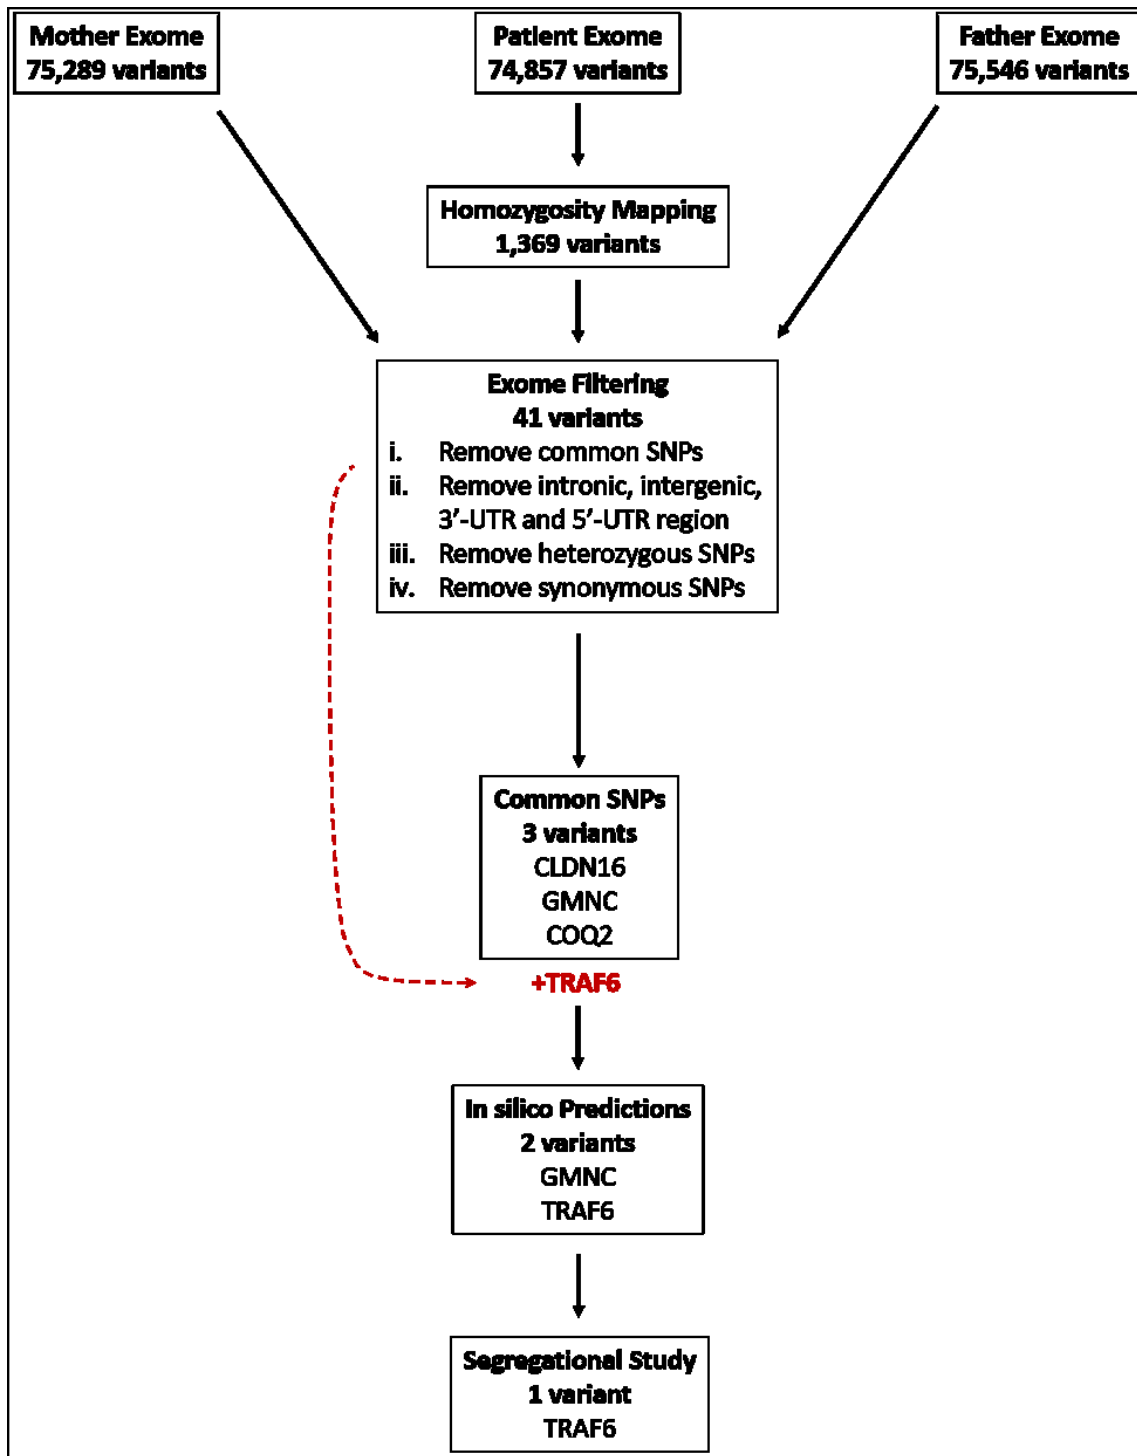 Mother Exome
75,289 variants
Patient Exome
74,857 variants
Father Exome
75,546 variants
Homozygosity Mapping
1,369 variants
Exome Filtering
41 variants
i. Remove common SNPs
ii. Remove intronic, intergenic,
3′-UTR and 5′-UTR region
iii. Remove heterozygous SNPs
iv. Remove synonymous SNPs
Common SNPs
3 variants
CLDN16
GMNC
COQ2
+TRAF6
In silico Predictions
2 variants
GMNC
TRAF6
Segregational Study
1 variant
TRAF6